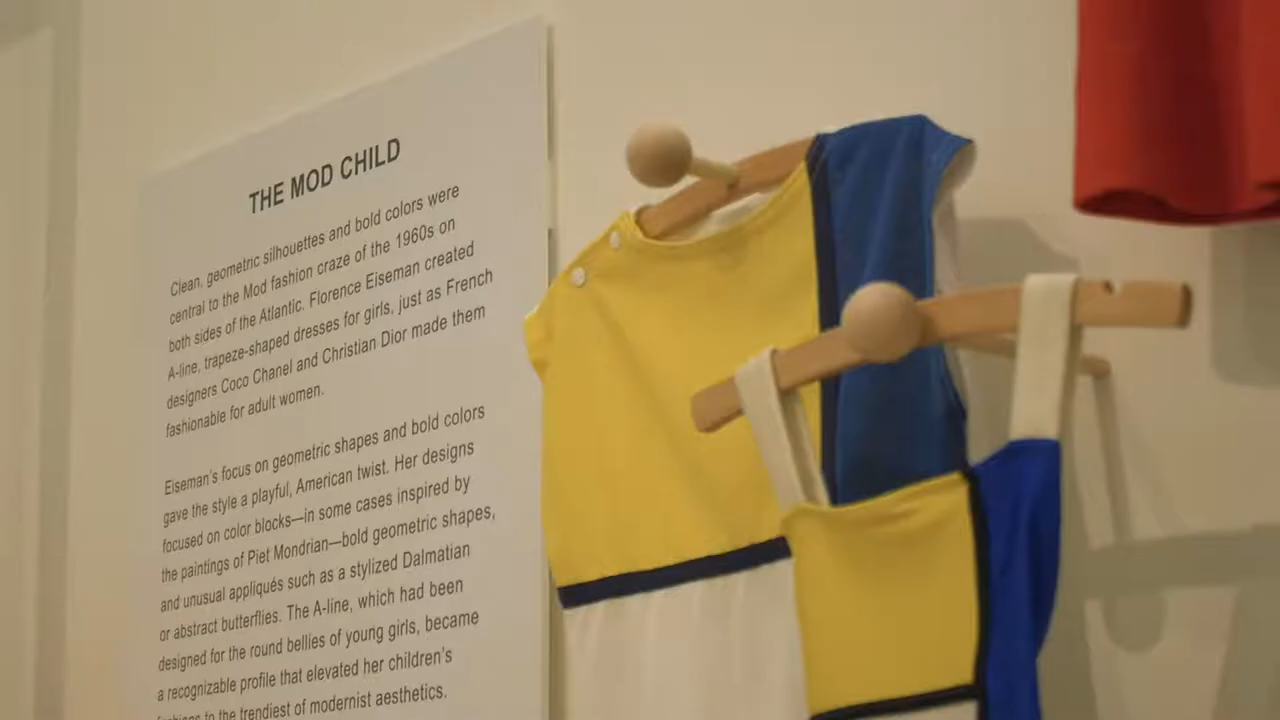 THE MOD CHILD
Clean, geometric silhouettes and bold colors were
central to the Mod fashion craze of the 1960s on
both sides of the Atlantic. Florence Eiseman created
A-line, trapeze-shaped dresses for girls, just as French
designers Coco Chanel and Christian Dior made them
fashionable for adult women.
Eiseman's focus on geometric shapes and bold colors
gave the style a playful, American twist. Her designs
focused on color blocks—in some cases inspired by
the paintings of Piet Mondrian—bold geometric shapes,
and unusual appliqués such as a stylized Dalmatian
or abstract butterflies. The A-line, which had been
designed for the round bellies of young girls, became
a recognizable profile that elevated her children's
to the trendiest of modernist aesthetics.